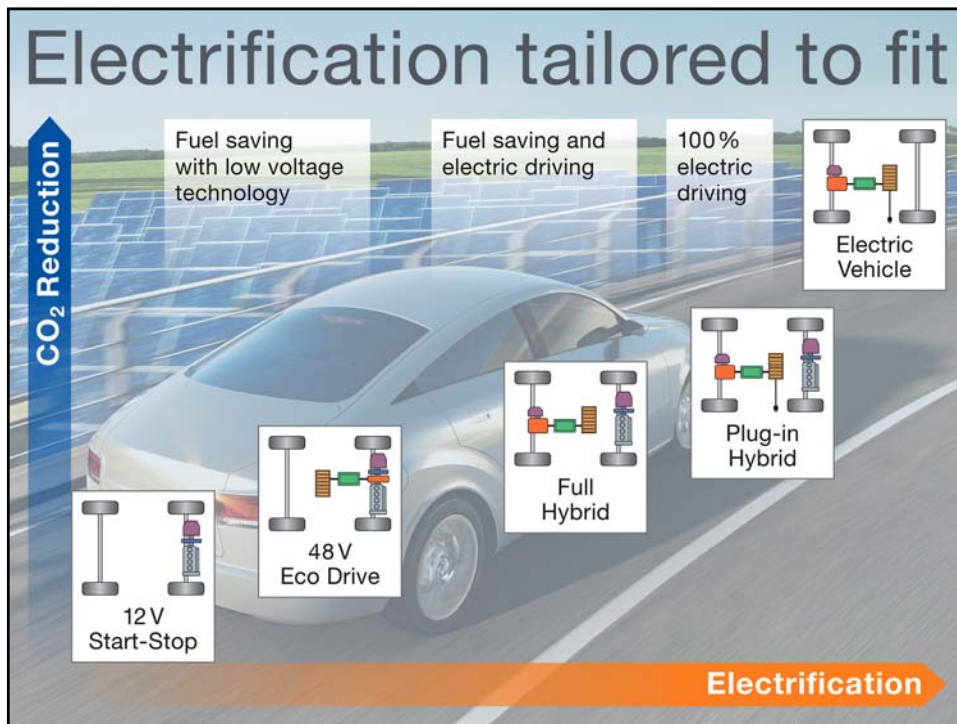 Electrification tailored to fit
CO₂ Reduction
Fuel saving
with low voltage
technology
Fuel saving and
electric driving
100 %
electric
driving
Electric
Vehicle
Plug-in
Hybrid
Full
Hybrid
48 V
Eco Drive
12 V
Start-Stop
Electrification